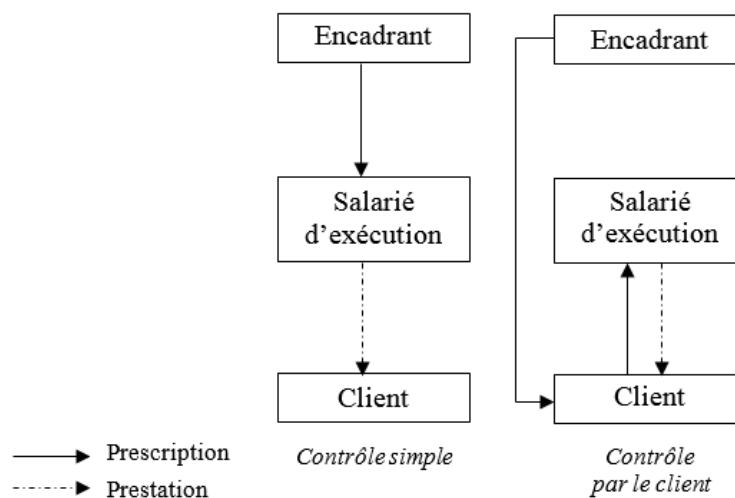 Encadrant
Encadrant
Salarié
d’exécution
Salarié
d’exécution
Client
Client
Prescription
Prestation
Contrôle simple
Contrôle
par le client